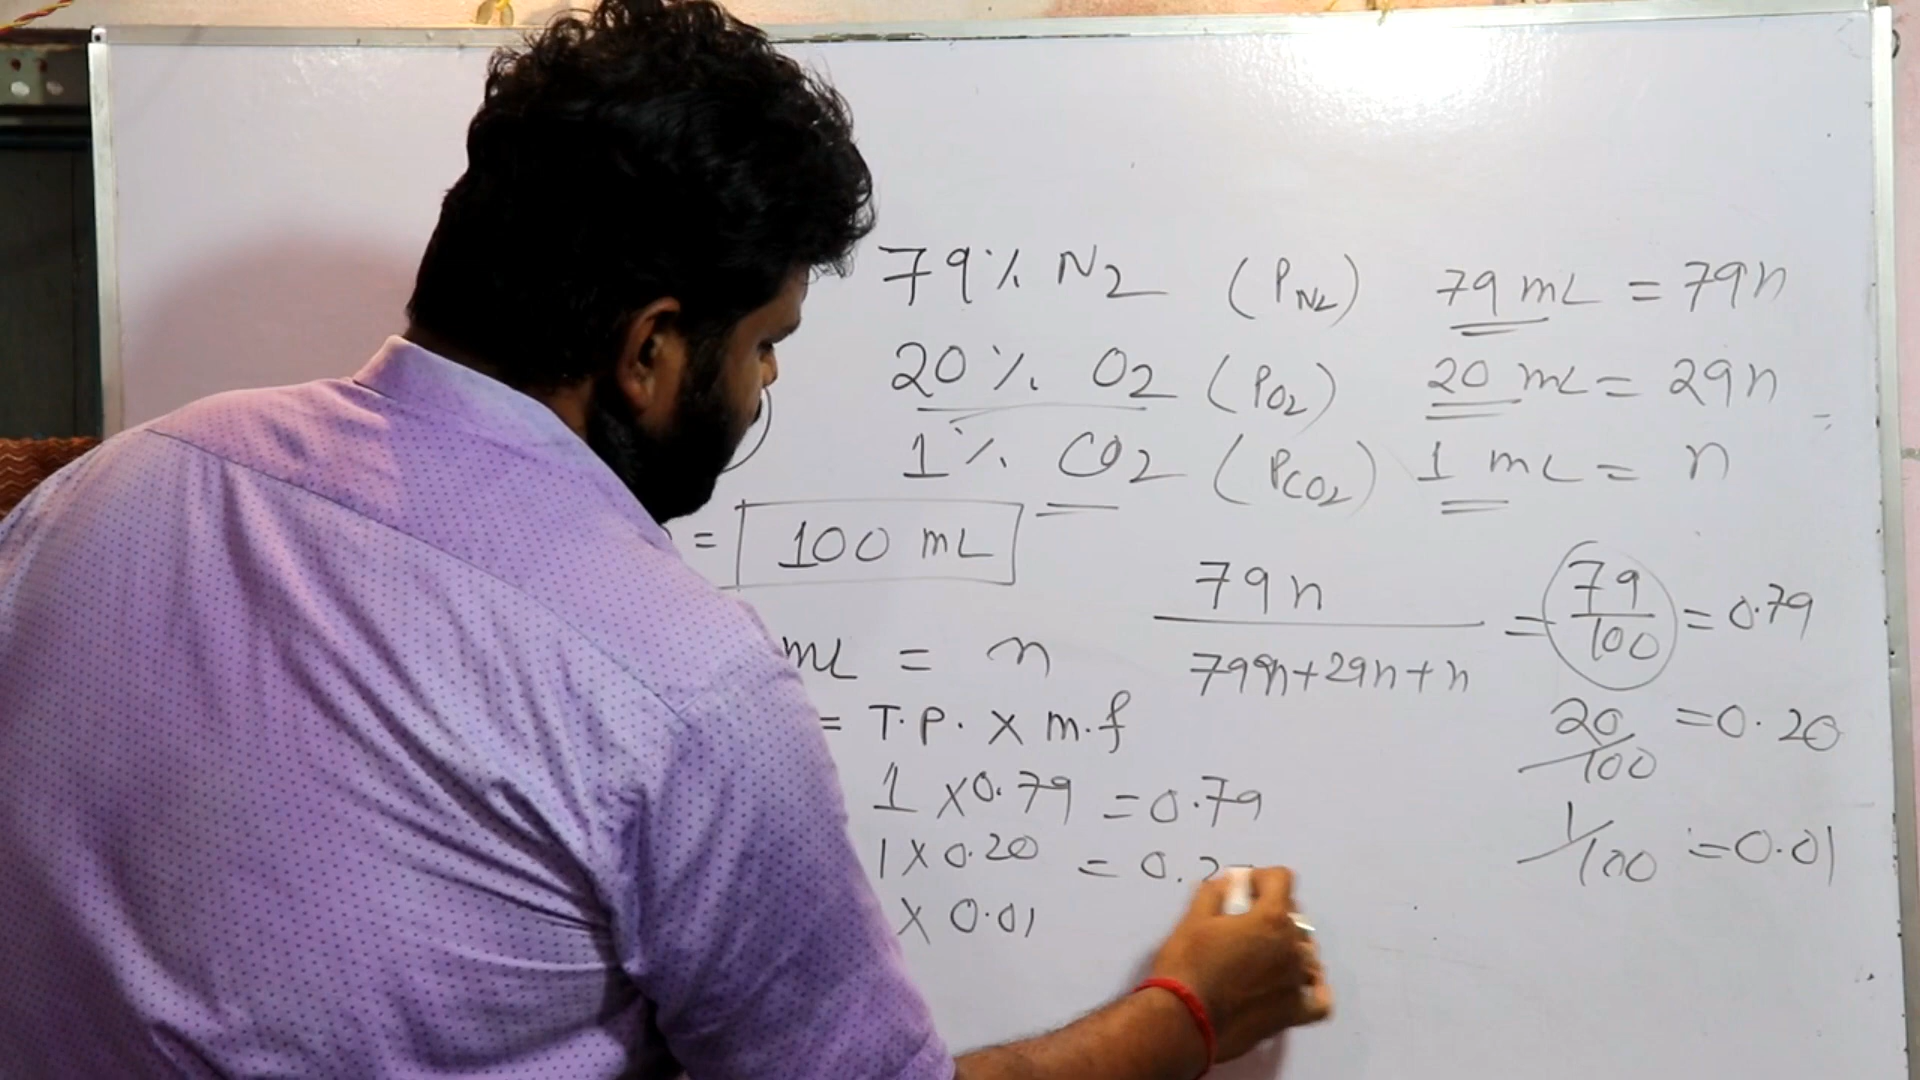 79% N2 (PN2) 79 mL = 79n
20% O2 (PO2) 20 mL = 29n
1% CO2 (PCO2) 1 mL = n
= 100 mL
79n / 79n+29n+n = 79/100 = 0.79
mL = n
20/100 = 0.20
= T.P. X m.f
1 X 0.79 = 0.79
1/100 = 0.01
1 X 0.20 = 0.2
X 0.01